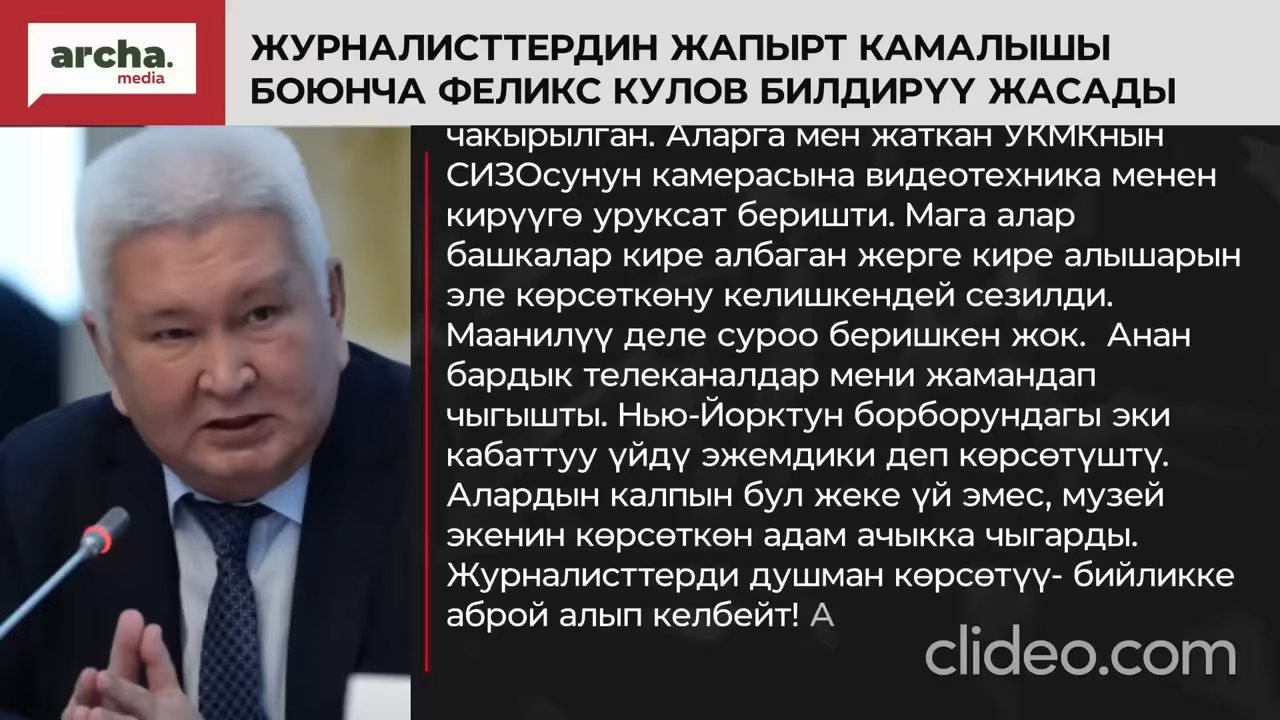 archa.
media
ЖУРНАЛИСТТЕРДИН ЖАПЫРТ КАМАЛЫШЫ
БОЮНЧА ФЕЛИКС КУЛОВ БИЛДИРҮҮ ЖАСАДЫ
чакырылган. Аларга мен жаткан УКМКнын
СИЗОсунун камерасына видеотехника менен
кирүүгө уруксат беришти. Мага алар
башкалар кире албаган жерге кире алышарын
эле көрсөткөну келишкендей сезилди.
Маанилүү деле суроо беришкен жок. Анан
бардык телеканалдар мени жамандап
чыгышты. Нью-Йорктун борборундагы эки
кабаттуу үйдү эжемдики деп көрсөтүштү.
Алардын калпын бул жеке үй эмес, музей
экенин көрсөткөн адам ачыкка чыгарды.
Журналисттерди душман көрсөтүү- бийликке
аброй алып келбейт! А
clideo.com